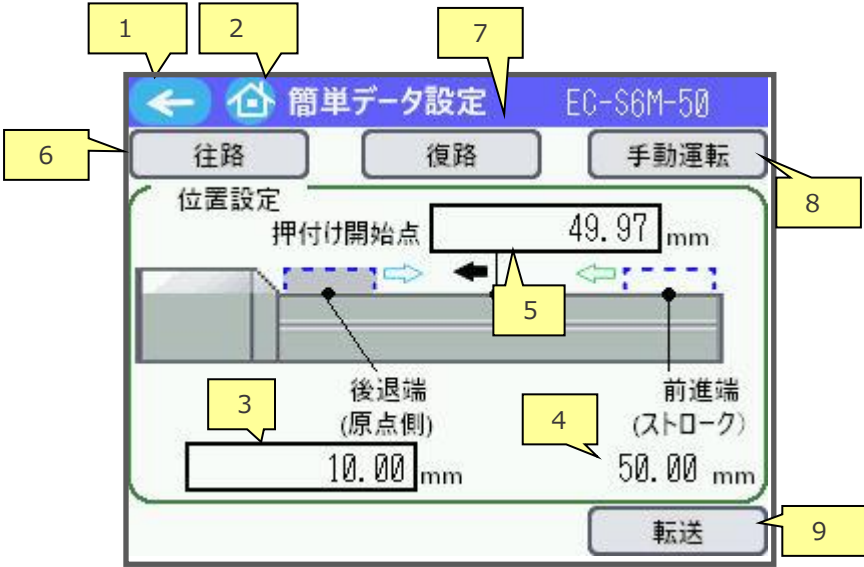 1
2
7
簡単データ設定 EC-S6M-50
6
往路 復路 手動運転
8
位置設定
押付け開始点 49.97 mm
5
後退端 前進端
3
(原点側) (ストローク)
4
10.00 mm 50.00 mm
転送
9